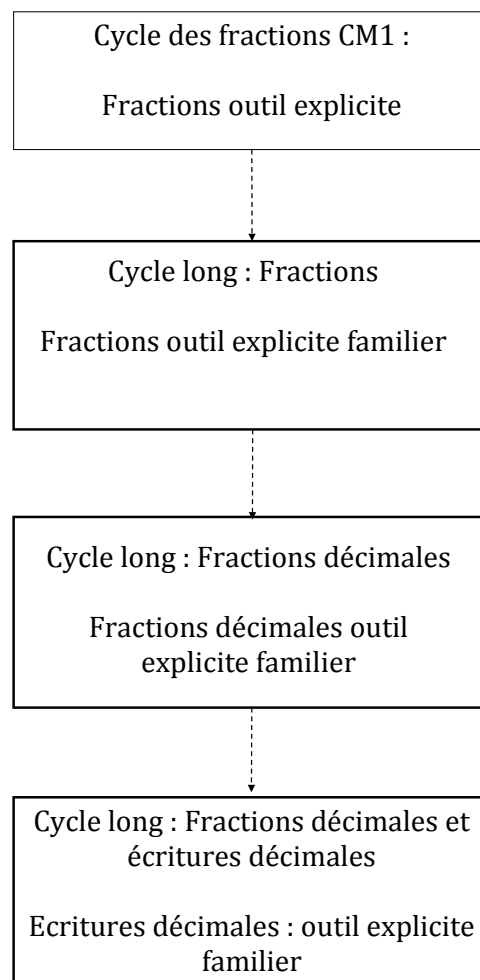 Cycle des fractions CM1 :
Fractions outil explicite
Cycle long : Fractions
Fractions outil explicite familier
Cycle long : Fractions décimales
Fractions décimales outil
explicite familier
Cycle long : Fractions décimales et
écritures décimales
Ecritures décimales : outil explicite
familier